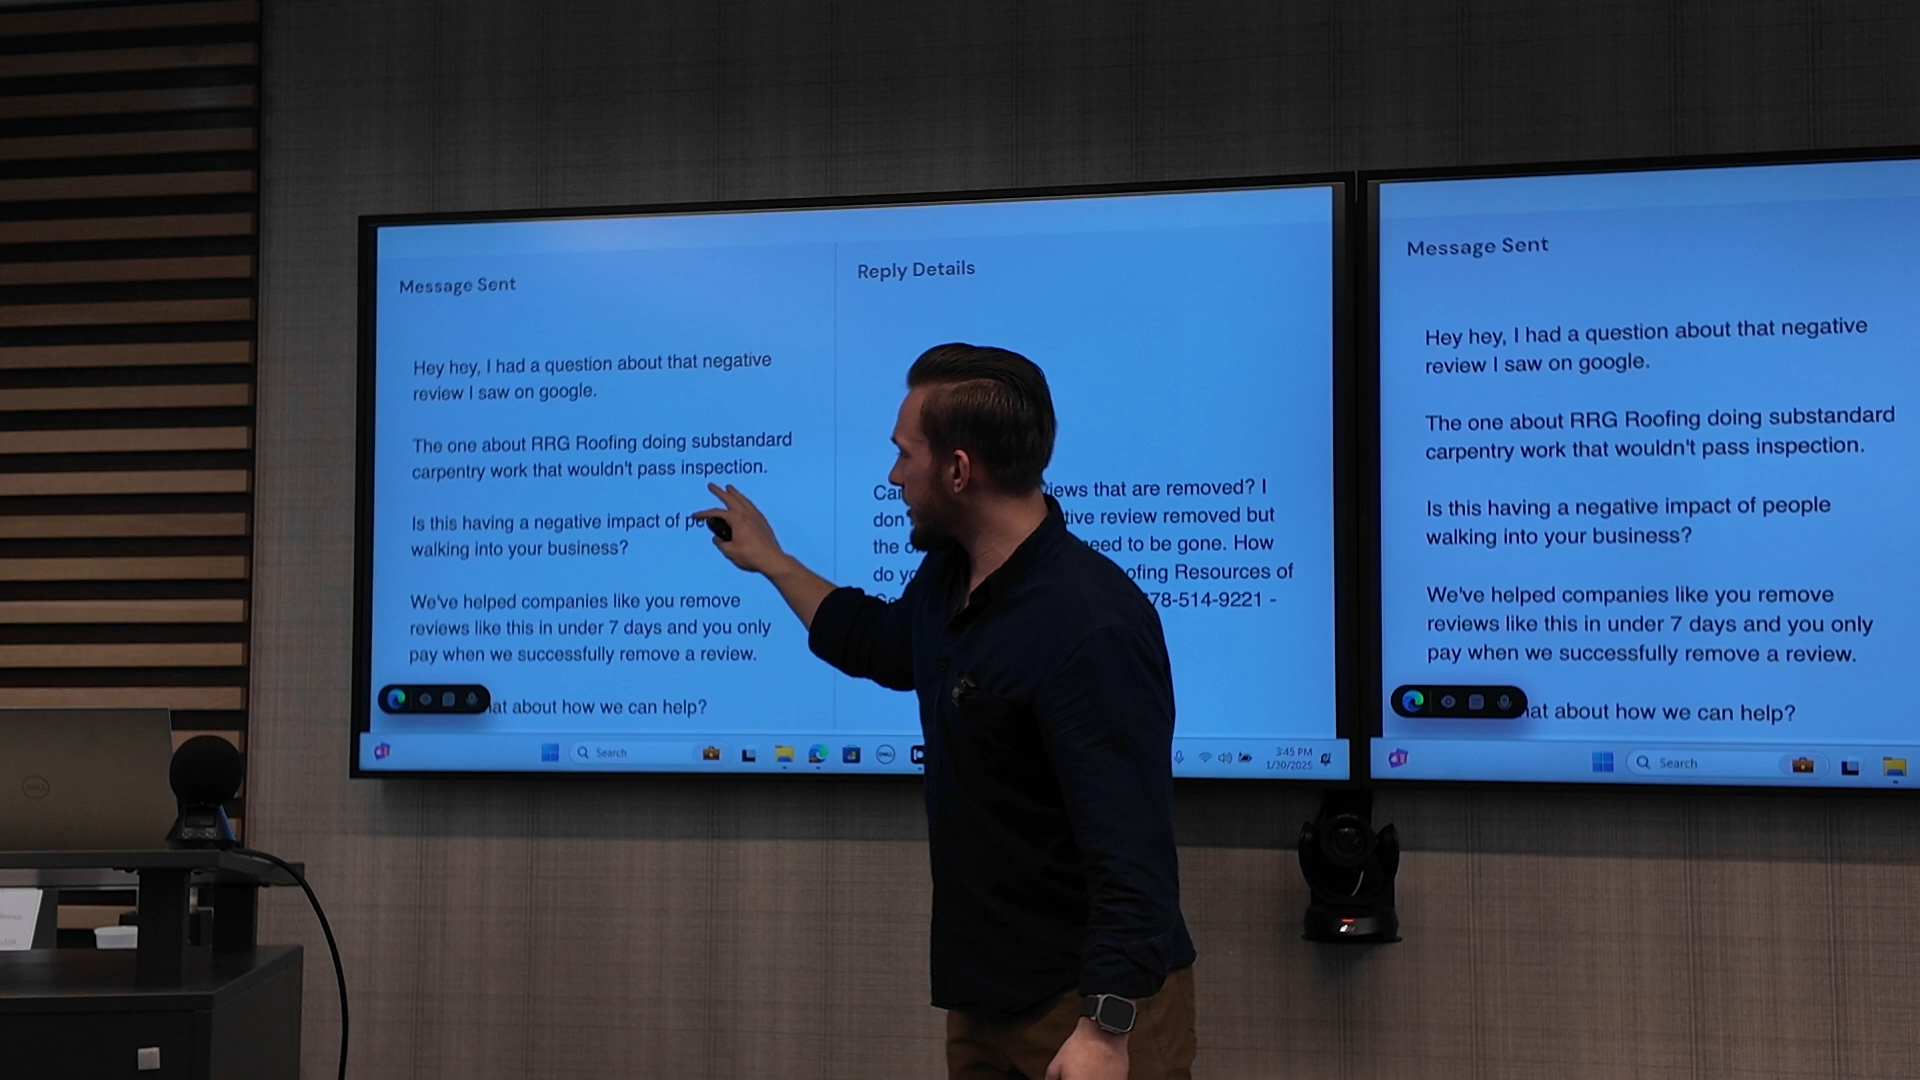 Message Sent
Hey hey, I had a question about that negative
review I saw on google.
The one about RRG Roofing doing substandard
carpentry work that wouldn't pass inspection.
Is this having a negative impact of
walking into your business?
We've helped companies like you remove
reviews like this in under 7 days and you only
pay when we successfully remove a review.
about how we can help?
Reply Details
that are removed? I
review removed but
the to be gone. How
do Resources of
78-514-9221 -
Search
DELL
3:45 PM
1/30/2025
Message Sent
Hey hey, I had a question about that negative
review I saw on google.
The one about RRG Roofing doing substandard
carpentry work that wouldn't pass inspection.
Is this having a negative impact of people
walking into your business?
We've helped companies like you remove
reviews like this in under 7 days and you only
pay when we successfully remove a review.
about how we can help?
Search
DELL